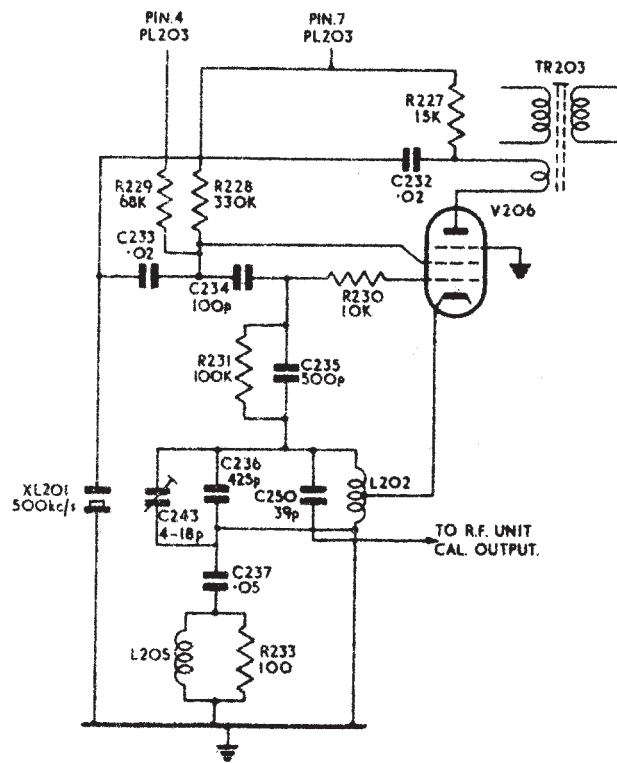 PIN.4
PL203
PIN.7
PL203
TR203
R227
15K
C232
.02
V206
R229
68K
R228
330K
C233
.02
C234
100p
R230
10K
R231
100K
C235
500p
XL201
500kc/s
C243
4-18p
C236
425p
C250
39p
L202
TO R.F. UNIT
CAL. OUTPUT.
C237
.05
L205
R233
100